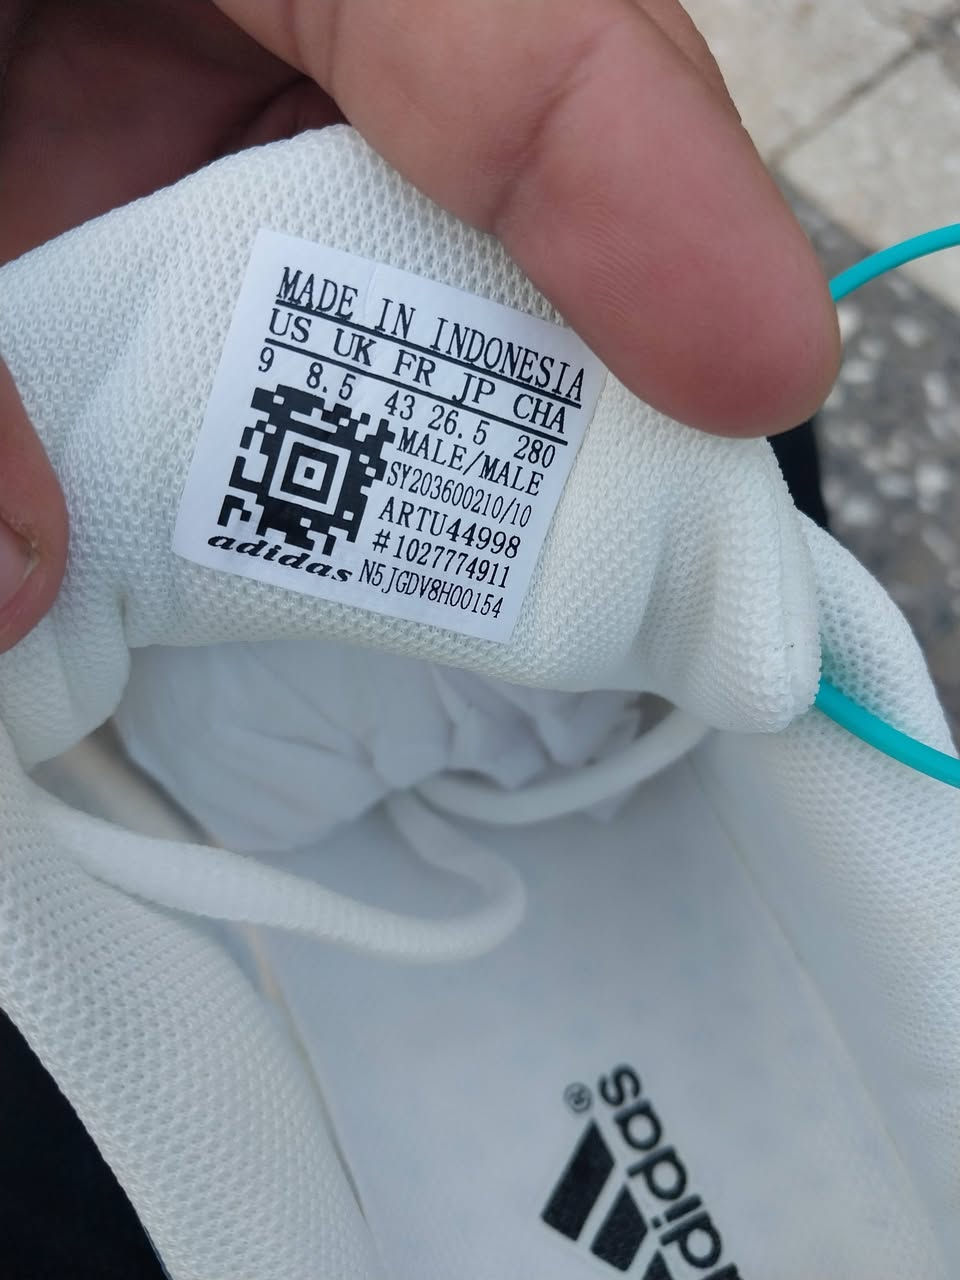 MADE IN INDONESIA
US UK FR JP CHA
9 8.5 43 26.5 280
MALE/MALE
SY203600210/10
ARTU44998
#1027774911
adidas N5JGDV8H00154
adidas
®